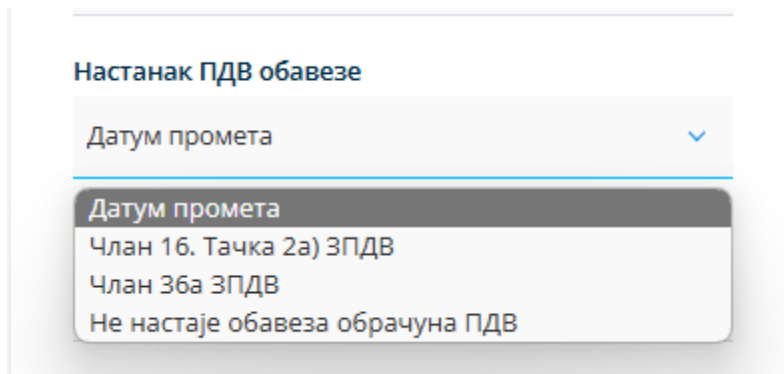 Настанак ПДВ обавезе
Датум промета
Датум промета
Члан 16. Тачка 2а) ЗПДВ
Члан 36а ЗПДВ
Не настаје обавеза обрачуна ПДВ